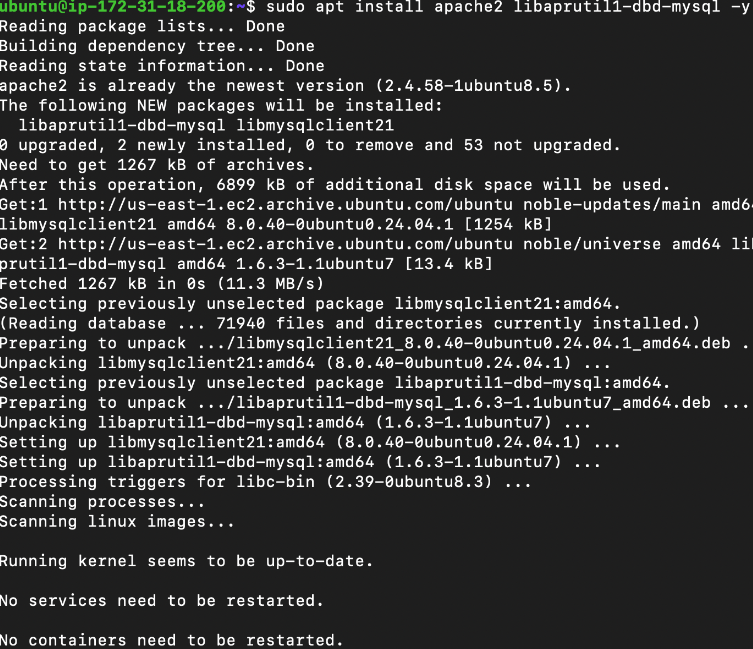 ubuntu@ip-172-31-18-200:~$ sudo apt install apache2 libaprutil1-dbd-mysql -y
Reading package lists... Done
Building dependency tree... Done
Reading state information... Done
apache2 is already the newest version (2.4.58-1ubuntu8.5).
The following NEW packages will be installed:
  libaprutil1-dbd-mysql libmysqlclient21
0 upgraded, 2 newly installed, 0 to remove and 53 not upgraded.
Need to get 1267 kB of archives.
After this operation, 6899 kB of additional disk space will be used.
Get:1 http://us-east-1.ec2.archive.ubuntu.com/ubuntu noble-updates/main amd6
libmysqlclient21 amd64 8.0.40-0ubuntu0.24.04.1 [1254 kB]
Get:2 http://us-east-1.ec2.archive.ubuntu.com/ubuntu noble/universe amd64 li
prutil1-dbd-mysql amd64 1.6.3-1.1ubuntu7 [13.4 kB]
Fetched 1267 kB in 0s (11.3 MB/s)
Selecting previously unselected package libmysqlclient21:amd64.
(Reading database ... 71940 files and directories currently installed.)
Preparing to unpack .../libmysqlclient21_8.0.40-0ubuntu0.24.04.1_amd64.deb .
Unpacking libmysqlclient21:amd64 (8.0.40-0ubuntu0.24.04.1) ...
Selecting previously unselected package libaprutil1-dbd-mysql:amd64.
Preparing to unpack .../libaprutil1-dbd-mysql_1.6.3-1.1ubuntu7_amd64.deb ...
Unpacking libaprutil1-dbd-mysql:amd64 (1.6.3-1.1ubuntu7) ...
Setting up libmysqlclient21:amd64 (8.0.40-0ubuntu0.24.04.1) ...
Setting up libaprutil1-dbd-mysql:amd64 (1.6.3-1.1ubuntu7) ...
Processing triggers for libc-bin (2.39-0ubuntu8.3) ...
Scanning processes...
Scanning linux images...
Running kernel seems to be up-to-date.
No services need to be restarted.
No containers need to be restarted.